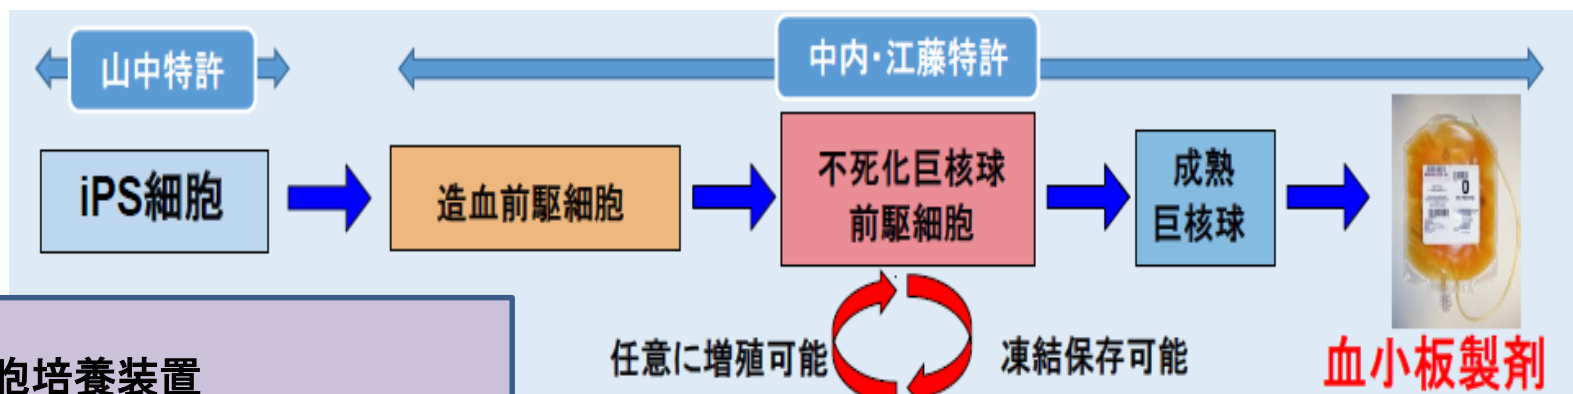 山中特許
中内・江藤特許
iPS細胞
造血前駆細胞
不死化巨核球
前駆細胞
成熟
巨核球
O
任意に増殖可能
凍結保存可能
血小板製剤
胞培養装置